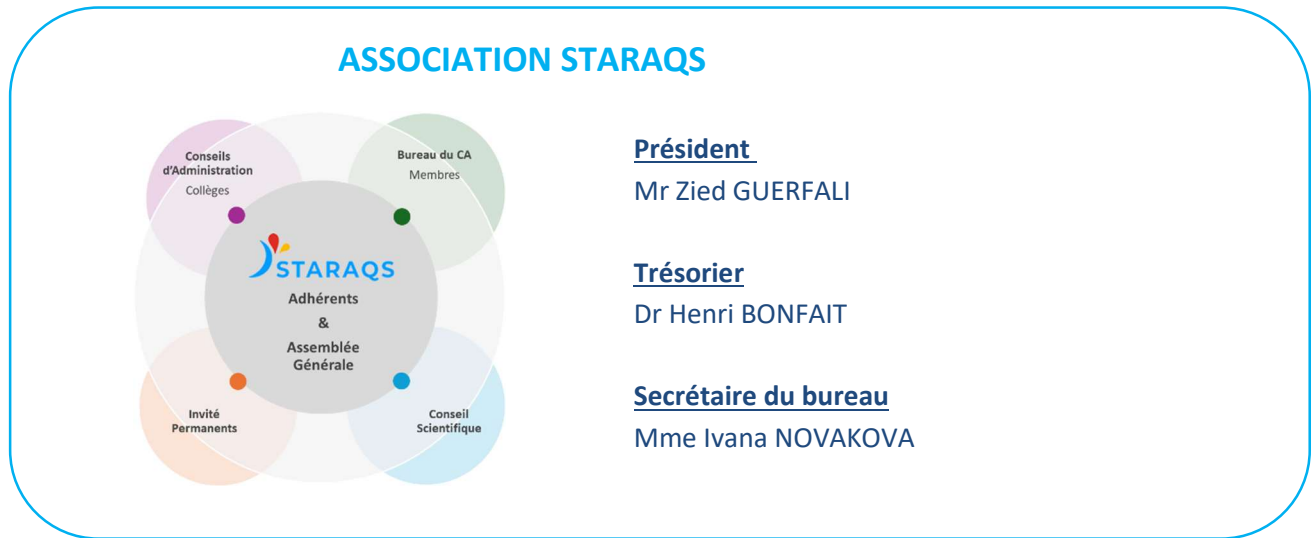 ASSOCIATION STARAQS
Conseils
d'Administration
Collèges
Bureau du CA
Membres
STARAQS
Adhérents
&
Assemblée
Générale
Invité
Permanents
Conseil
Scientifique
Président
Mr Zied GUERFALI
Trésorier
Dr Henri BONFAIT
Secrétaire du bureau
Mme Ivana NOVAKOVA